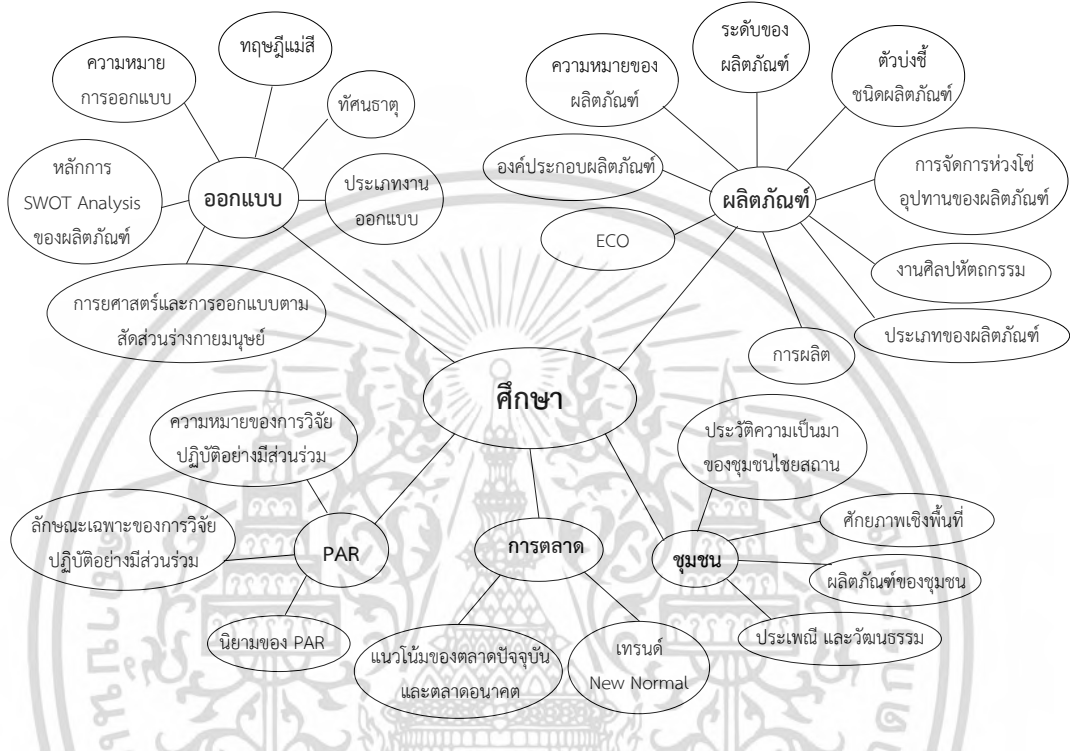 ทฤษฎีแม่สี
ความหมาย
การออกแบบ
ทัศนธาตุ
หลักการ
SWOT Analysis
ของผลิตภัณฑ์
ออกแบบ
ประเภทงาน
ออกแบบ
การยศาสตร์และการออกแบบตาม
สัดส่วนร่างกายมนุษย์
ระดับของ
ผลิตภัณฑ์
ความหมายของ
ผลิตภัณฑ์
ตัวบ่งชี้
ชนิดผลิตภัณฑ์
องค์ประกอบผลิตภัณฑ์
ผลิตภัณฑ์
การจัดการห่วงโซ่
อุปทานของผลิตภัณฑ์
ECO
งานศิลปหัตถกรรม
ประเภทของผลิตภัณฑ์
การผลิต
ศึกษา
ความหมายของการวิจัย
ปฏิบัติอย่างมีส่วนร่วม
ลักษณะเฉพาะของการวิจัย
ปฏิบัติอย่างมีส่วนร่วม
PAR
นิยามของ PAR
การตลาด
แนวโน้มของตลาดปัจจุบัน
และตลาดอนาคต
เทรนด์
New Normal
ประวัติความเป็นมา
ของชุมชนไชยสถาน
ชุมชน
ศักยภาพเชิงพื้นที่
ผลิตภัณฑ์ของชุมชน
ประเพณี และวัฒนธรรม